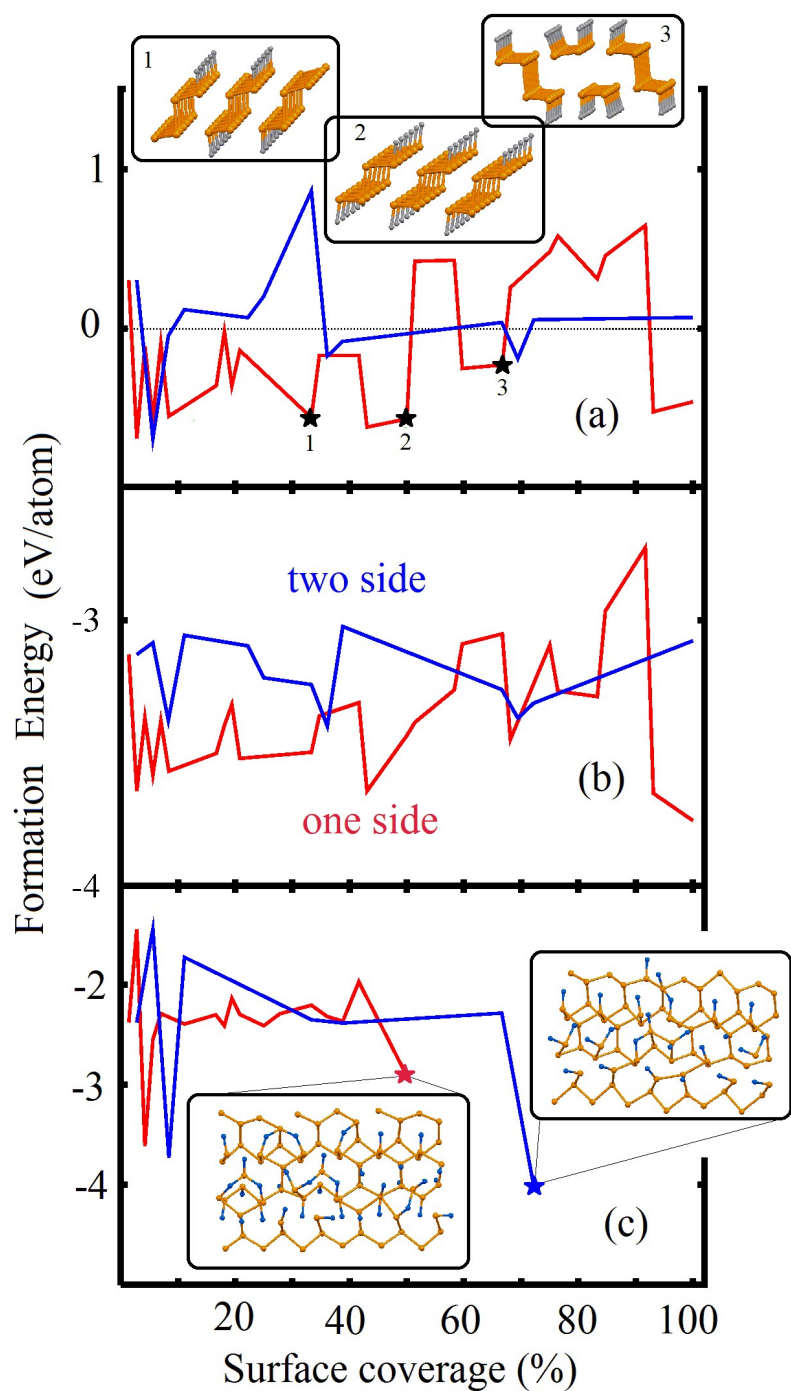 1
2
3
1
0
1
2
3
(a)
Formation Energy (eV/atom)
two side
-3
one side
(b)
-4
-2
-3
-4
(c)
20 40 60 80 100
Surface coverage (%)